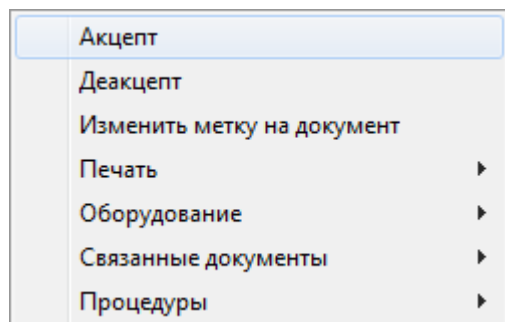 Акцепт
Деакцепт
Изменить метку на документ
Печать
Оборудование
Связанные документы
Процедуры